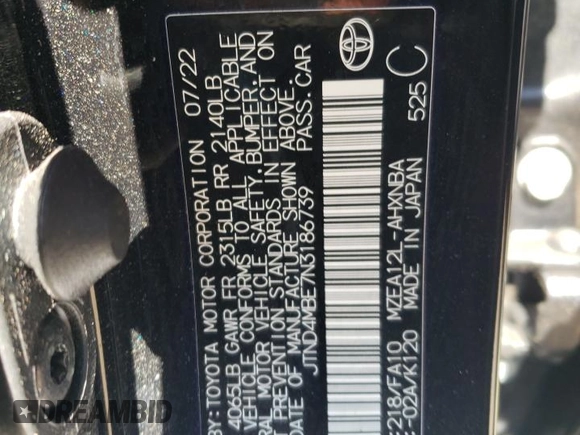 BY: TOYOTA MOTOR CORPORATION 07/22
4065LB GAWR FR 2315LB RR 2140LB
VEHICLE CONFORMS TO ALL APPLICABLE
ERAL MOTOR VEHICLE SAFETY, BUMPER, AND
T PREVENTION STANDARDS IN EFFECT ON
DATE OF MANUFACTURE SHOWN ABOVE.
JTND4MBE7N3186739 PASS. CAR
218/FA10 MZEA12L-AHXNBA
-02A/K120 MADE IN JAPAN 525
C
DREAMBID